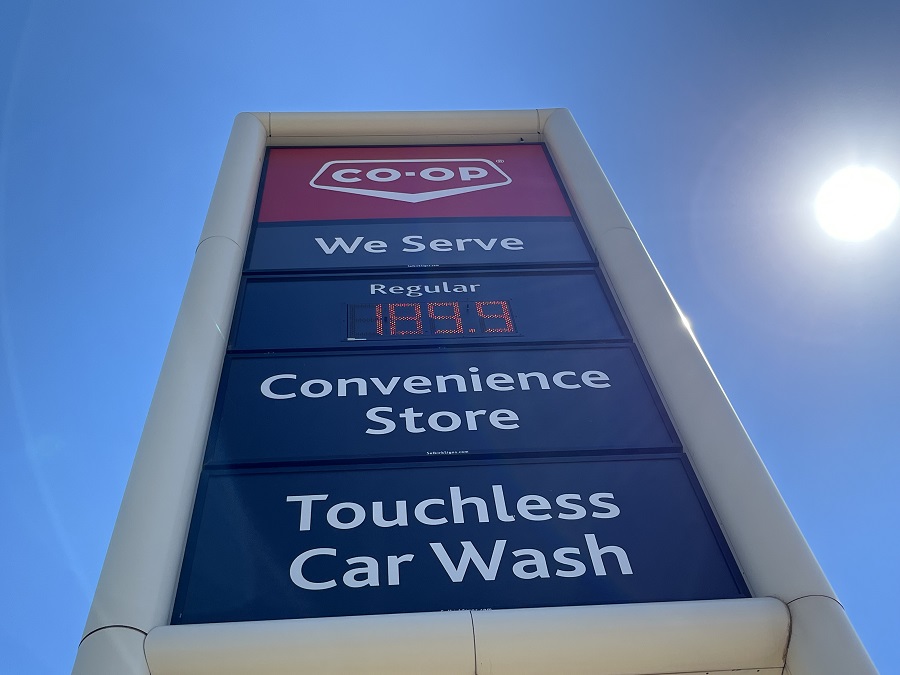 CO-OP®
We Serve
Regular
189.9
Convenience
Store
Touchless
Car Wash